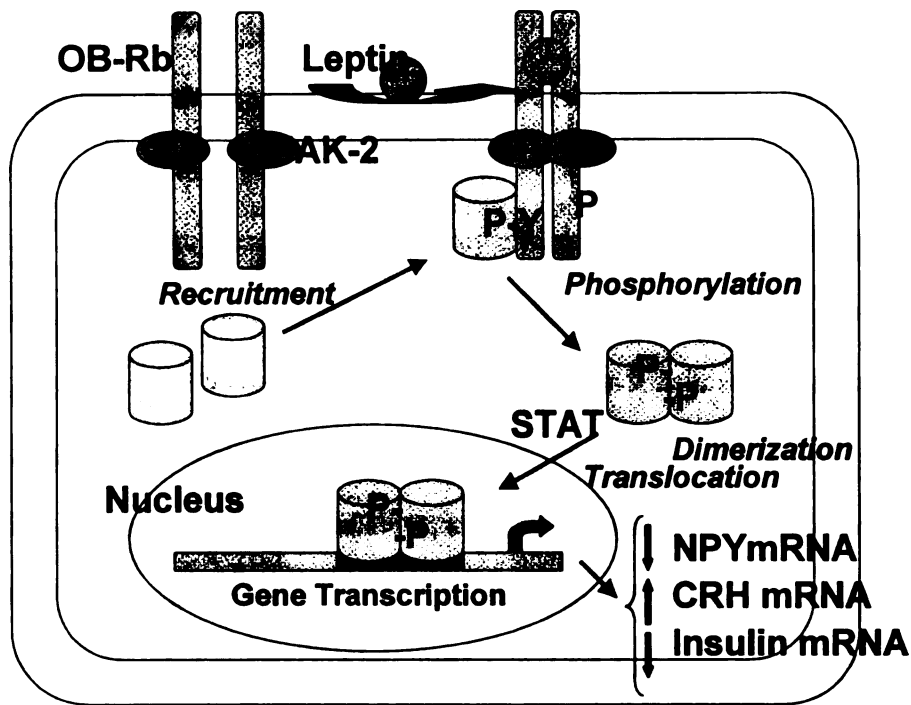 OB-Rb
Leptin
AK-2
P-Y
P
Recruitment
Phosphorylation
P-
-P
STAT
Dimerization
Translocation
Nucleus
P-
-P
Gene Transcription
NPYmRNA
CRH mRNA
Insulin mRNA